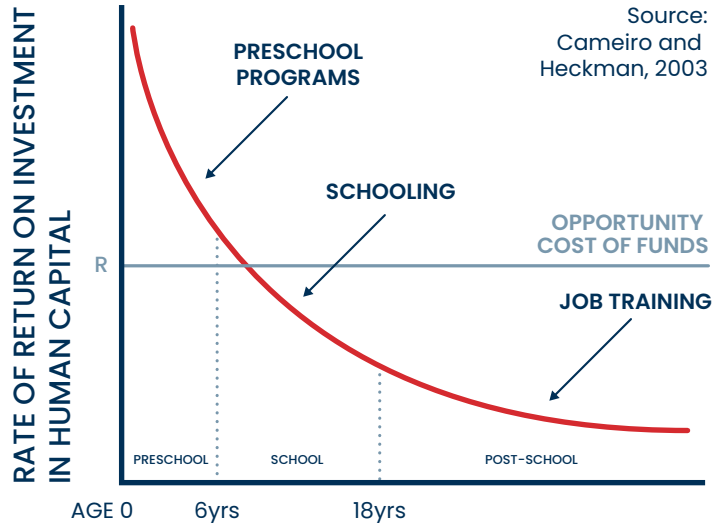 RATE OF RETURN ON INVESTMENT
IN HUMAN CAPITAL
Source:
Cameiro and
Heckman, 2003
PRESCHOOL
PROGRAMS
SCHOOLING
OPPORTUNITY
COST OF FUNDS
R
JOB TRAINING
PRESCHOOL
SCHOOL
POST-SCHOOL
AGE 0
6yrs
18yrs